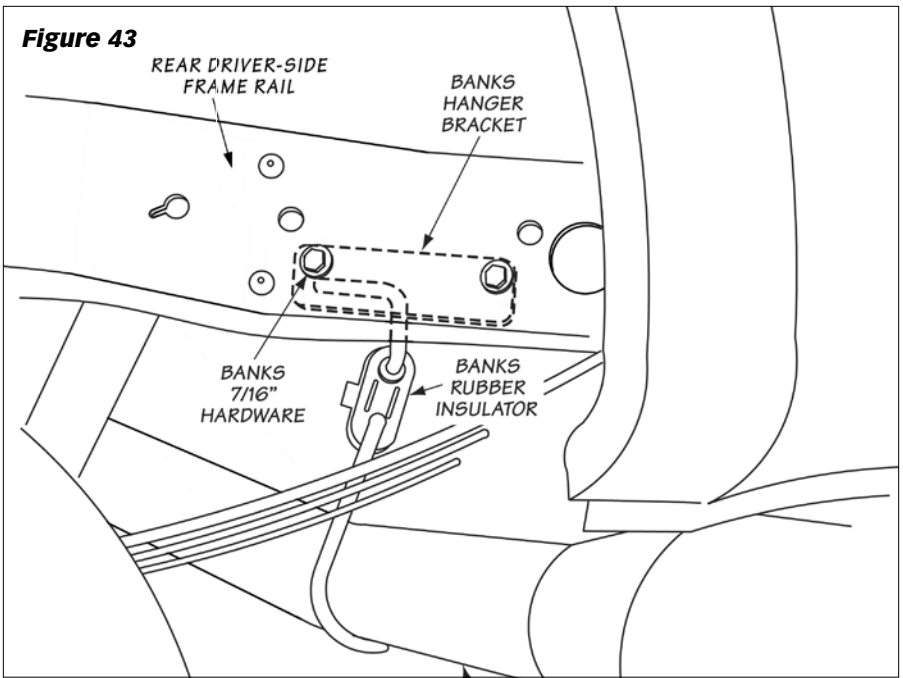 Figure 43
REAR DRIVER-SIDE
FRAME RAIL
BANKS
HANGER
BRACKET
BANKS
7/16”
HARDWARE
BANKS
RUBBER
INSULATOR